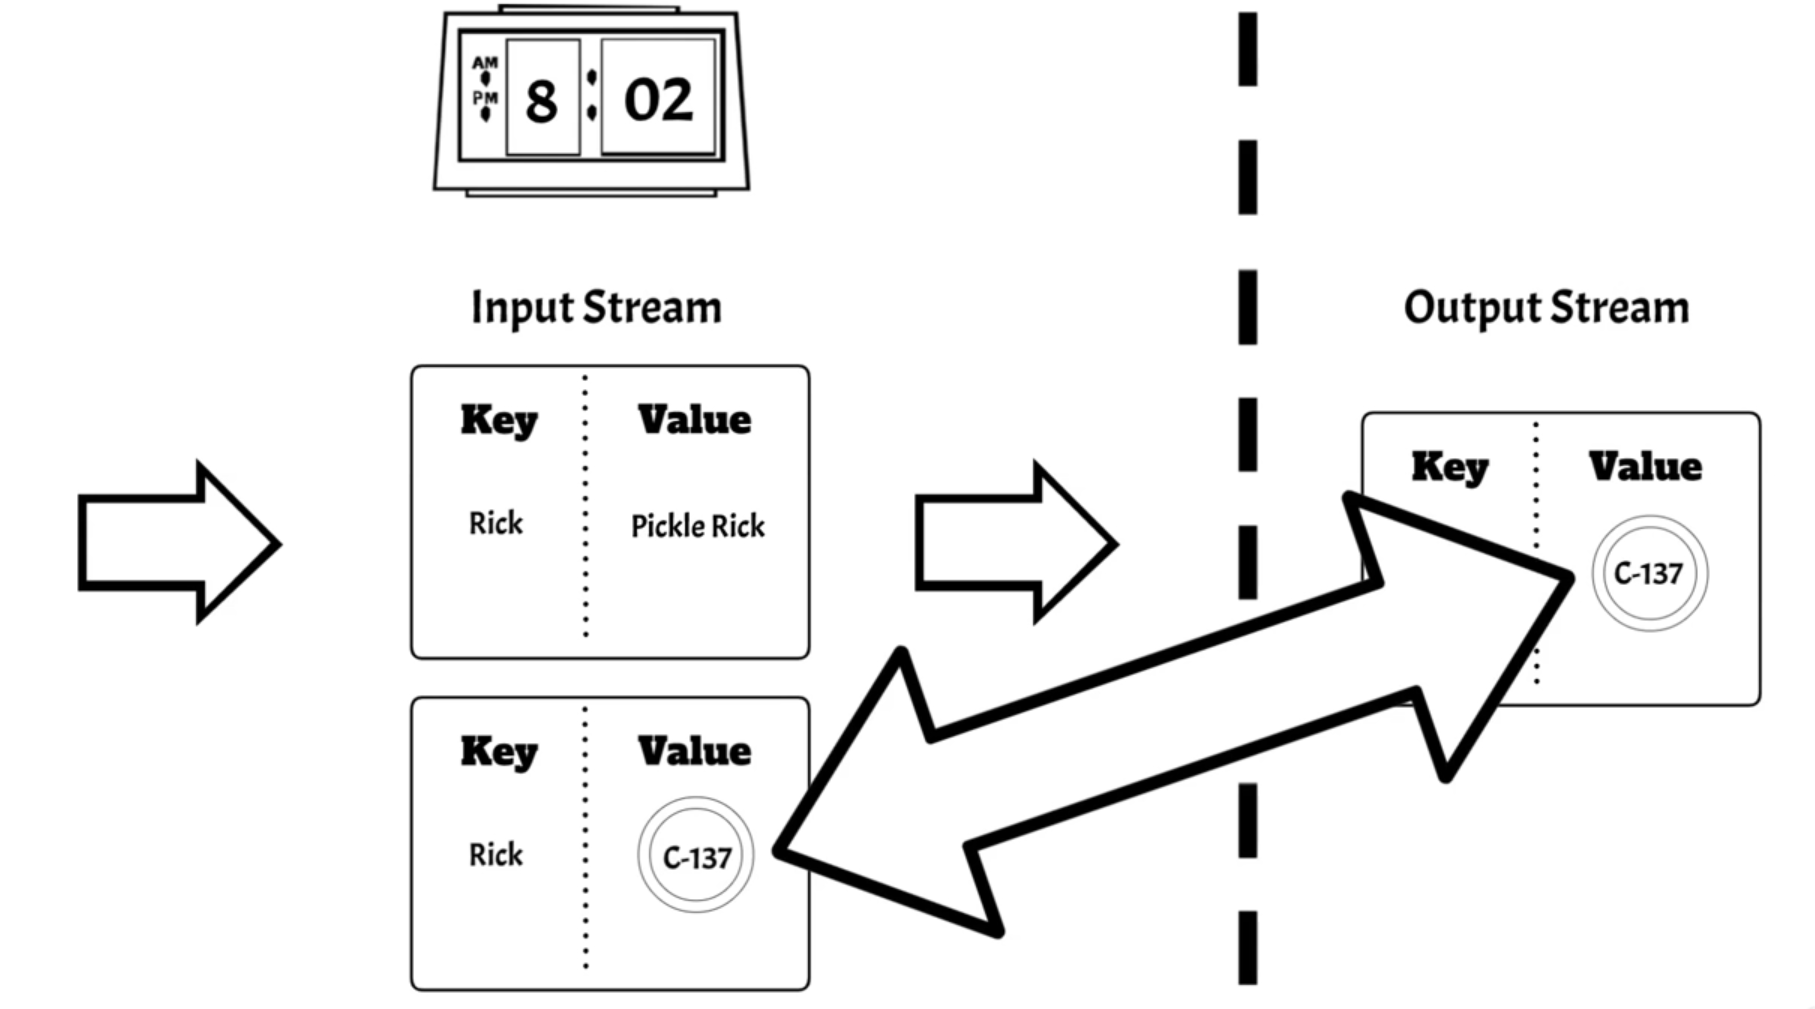 AM
PM
8 : 02
Input Stream
Output Stream
Key Value
Rick Pickle Rick
Key Value
Rick C-137
Key Value
C-137